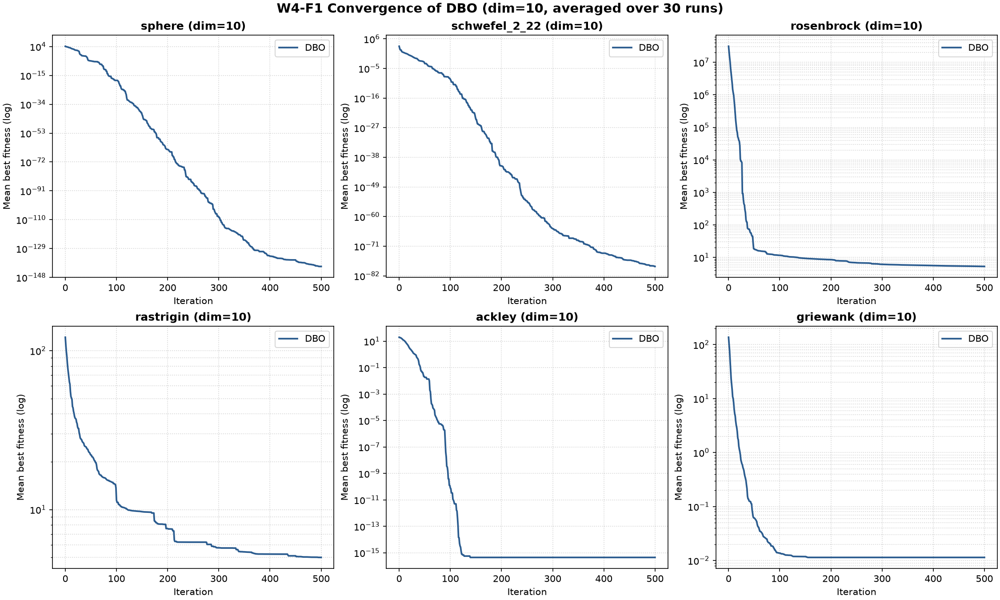 W4-F1 Convergence of DBO (dim=10, averaged over 30 runs)
sphere (dim=10)
Mean best fitness (log)
10^4
10^−15
10^−34
10^−53
10^−72
10^−91
10^−110
10^−129
10^−148
DBO
0 100 200 300 400 500
Iteration
schwefel_2_22 (dim=10)
Mean best fitness (log)
10^6
10^−5
10^−16
10^−27
10^−38
10^−49
10^−60
10^−71
10^−82
DBO
0 100 200 300 400 500
Iteration
rosenbrock (dim=10)
Mean best fitness (log)
10^7
10^6
10^5
10^4
10^3
10^2
10^1
DBO
0 100 200 300 400 500
Iteration
rastrigin (dim=10)
Mean best fitness (log)
10^2
10^1
DBO
0 100 200 300 400 500
Iteration
ackley (dim=10)
Mean best fitness (log)
10^1
10^−1
10^−3
10^−5
10^−7
10^−9
10^−11
10^−13
10^−15
DBO
0 100 200 300 400 500
Iteration
griewank (dim=10)
Mean best fitness (log)
10^2
10^1
10^0
10^−1
10^−2
DBO
0 100 200 300 400 500
Iteration